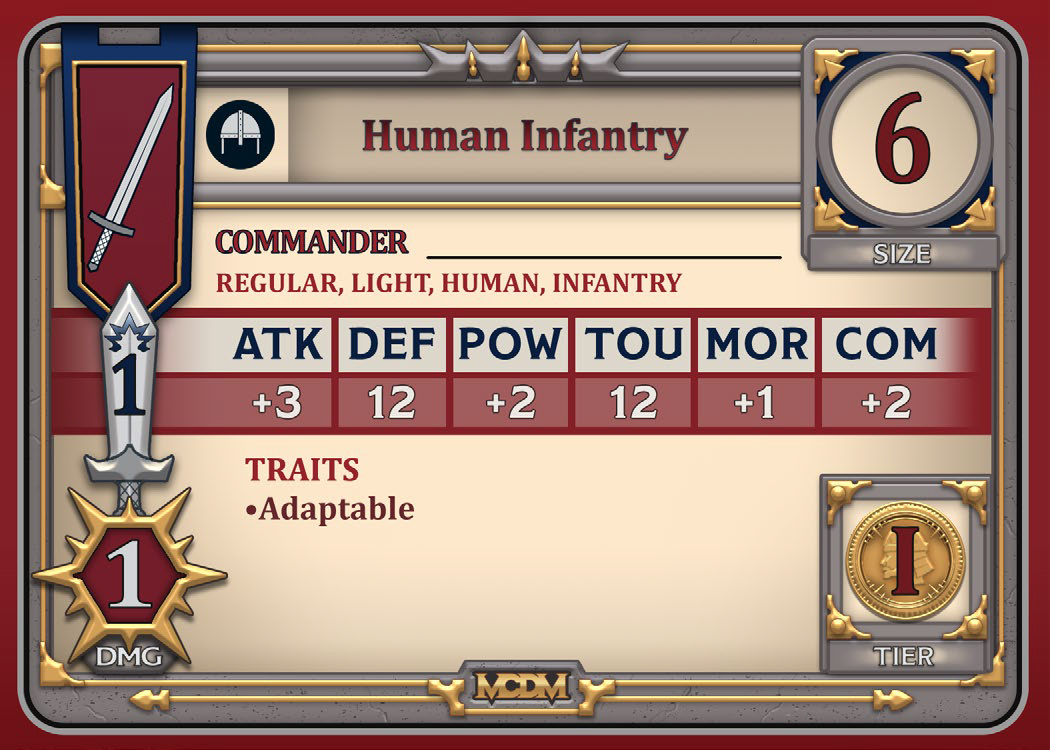 Human Infantry
6
SIZE
COMMANDER
REGULAR, LIGHT, HUMAN, INFANTRY
ATK DEF POW TOU MOR COM
1
+3 12 +2 12 +1 +2
TRAITS
•Adaptable
1
DMG
I
TIER
MCDM